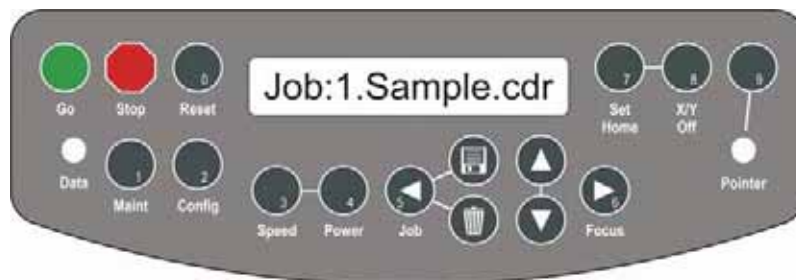 Job:1.Sample.cdr
0
7
8
9
Go
Stop
Reset
Set
Home
X/Y
Off
Data
1
2
Maint
Config
Pointer
3
4
5
6
Speed
Power
Job
Focus